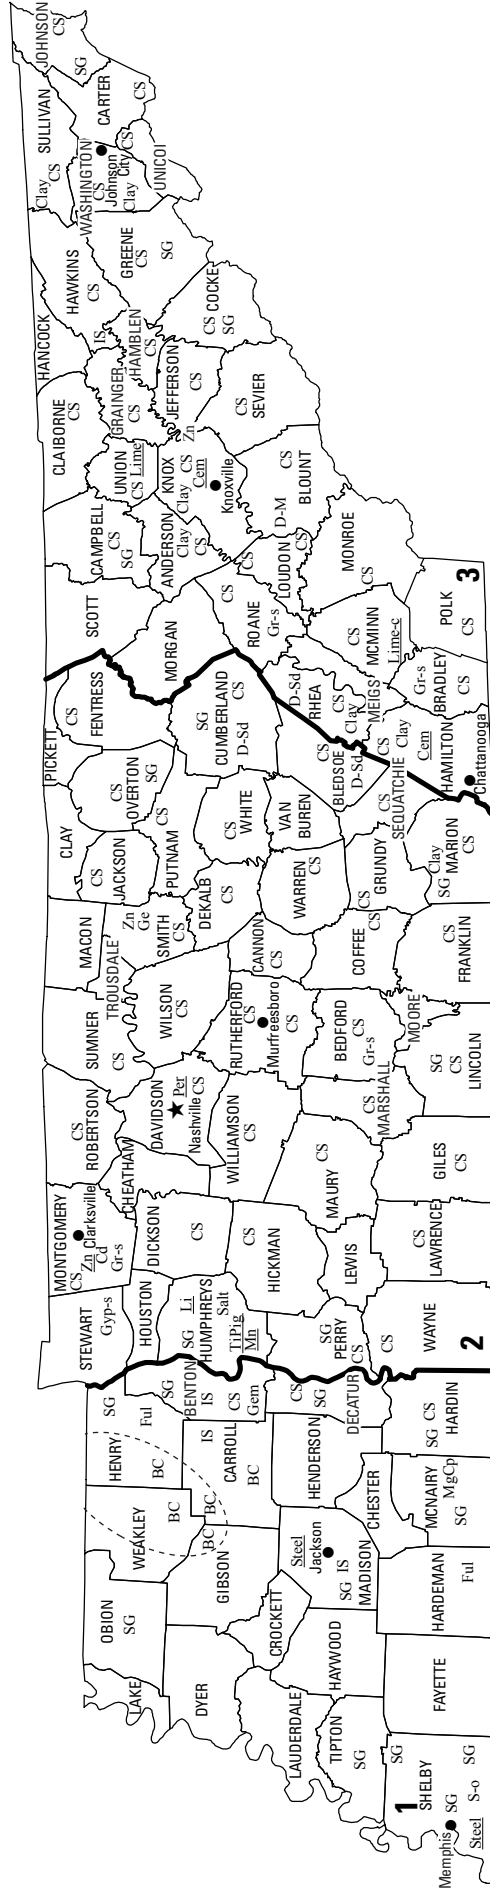 LAKE
OBION
SG
WEAKLEY
BC
HENRY
SG
Ful
BC
BC
BC
DYER
GIBSON
CARROLL
IS
BC
BENTON
SG
IS
CS
Gem
LAUDERDALE
CROCKETT
HAYWOOD
TIPTON
SG
Steel
Jackson
SG IS
MADISON
HENDERSON
DECATUR
CS
SG
CHESTER
1
SHELBY
SG
Memphis
SG
Steel
S-o
SG
FAYETTE
HARDEMAN
Ful
MCNAIRY
MgCp
SG
SG CS
HARDIN
STEWART
Gyp-s
MONTGOMERY
Clarksville
CS
Zn
Cd
Gr-s
ROBERTSON
CS
SUMNER
CS
MACON
TROUSDALE
CLAY
PICKETT
HOUSTON
DICKSON
CS
CHEATHAM
DAVIDSON
Per
Nashville CS
WILSON
CS
Zn
Ge
SMITH
CS
JACKSON
CS
OVERTON
CS
SG
FENTRESS
CS
HUMPHREYS
SG
Li
Salt
TiPig
Mn
HICKMAN
CS
WILLIAMSON
CS
RUTHERFORD
CS
Murfreesboro
CS
CANNON
CS
DEKALB
CS
PUTNAM
CS
WHITE
CS
CUMBERLAND
SG
D-Sd
CS
PERRY
SG
CS
LEWIS
MAURY
CS
MARSHALL
CS
BEDFORD
CS
Gr-s
COFFEE
CS
WARREN
CS
VAN
BUREN
BLEDSOE
CS
D-Sd
WAYNE
CS
2
LAWRENCE
CS
GILES
CS
LINCOLN
SG
CS
MOORE
FRANKLIN
CS
GRUNDY
CS
SEQUATCHIE
CS
MARION
Clay
SG
CS
SCOTT
MORGAN
CAMPBELL
CS
SG
CLAIBORNE
CS
HANCOCK
HAWKINS
CS
SULLIVAN
Clay
CS
JOHNSON
CS
SG
CARTER
CS
WASHINGTON
CS
Johnson
City
Clay
CS
UNICOI
GREENE
CS
SG
HAMBLEN
CS
IS
GRAINGER
CS
UNION
CS Lime
ANDERSON
Clay
CS
KNOX
Clay CS
Cem
Knoxville
JEFFERSON
CS
Zn
COCKE
CS
SG
SEVIER
CS
BLOUNT
D-M
CS
LOUDON
CS
CS
ROANE
CS
Gr-s
RHEA
D-Sd
CS
Clay
MEIGS
MCMINN
CS
Lime-c
MONROE
CS
POLK
CS
3
BRADLEY
Gr-s
CS
HAMILTON
CS
Clay
Cem
Chattanooga